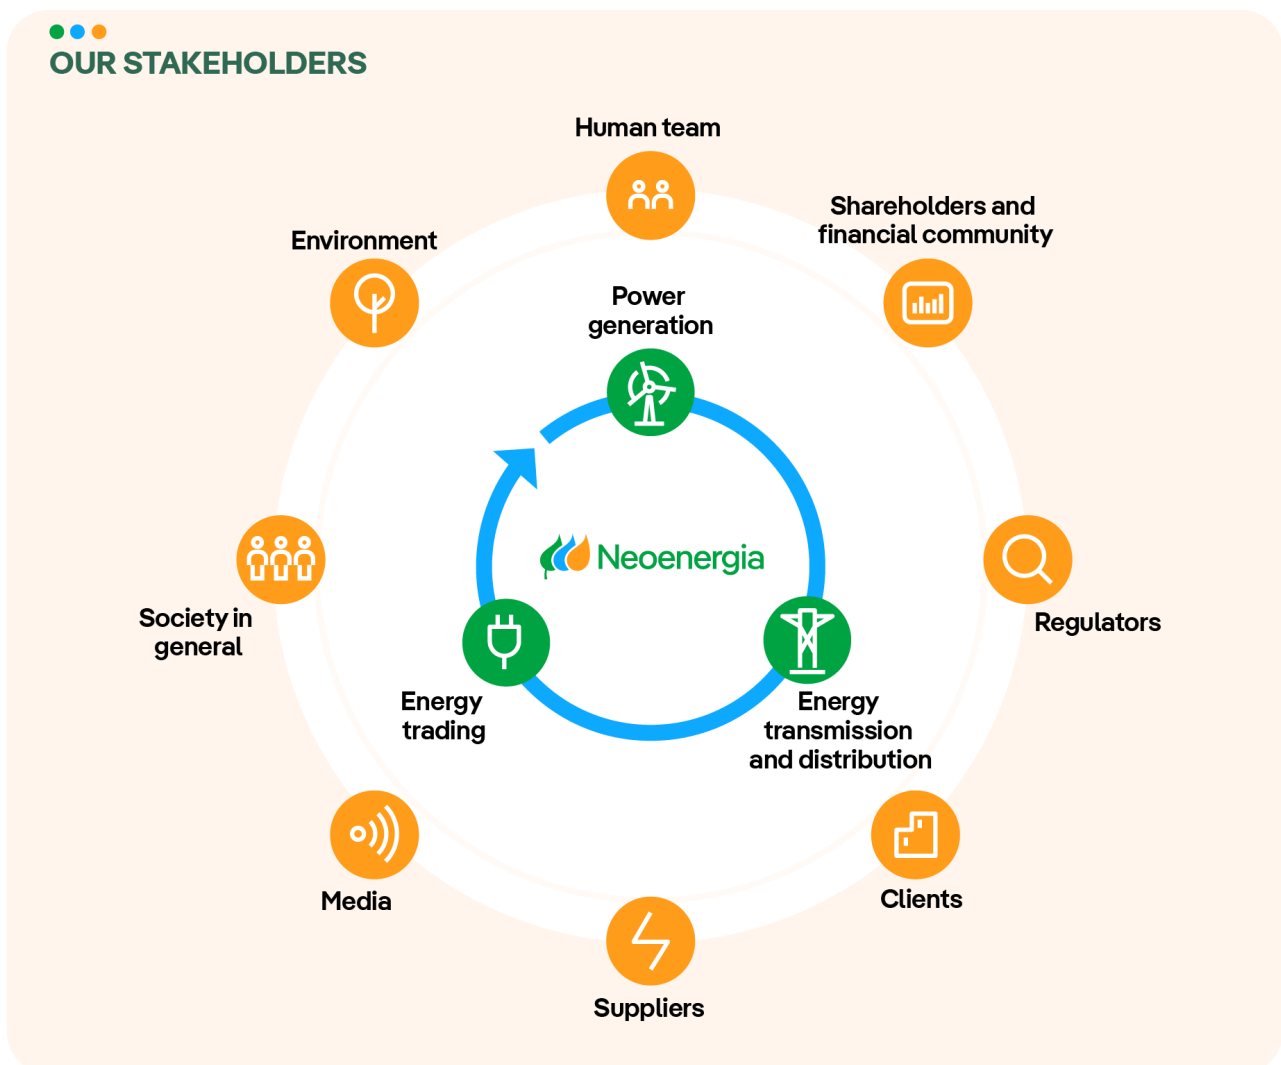 OUR STAKEHOLDERS
Human team
Shareholders and
financial community
Environment
Power
generation
Neoenergia
Society in
general
Regulators
Energy
trading
Energy
transmission
and distribution
Media
Clients
Suppliers